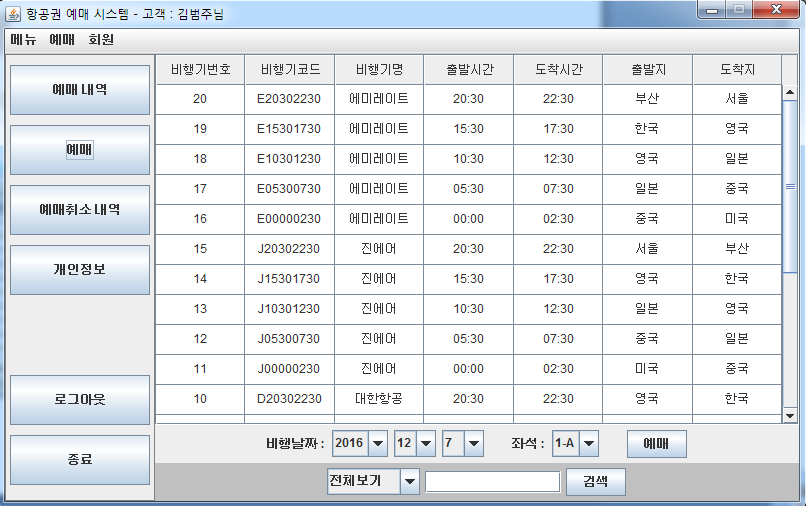 항공권 예매 시스템 - 고객 : 김범주님
메뉴 예매 회원
예매 내역
예매
예매취소 내역
개인정보
로그아웃
종료
비행기번호 비행기코드 비행기명 출발시간 도착시간 출발지 도착지
20 E20302230 에미레이트 20:30 22:30 부산 서울
19 E15301730 에미레이트 15:30 17:30 한국 영국
18 E10301230 에미레이트 10:30 12:30 영국 일본
17 E05300730 에미레이트 05:30 07:30 일본 중국
16 E00000230 에미레이트 00:00 02:30 중국 미국
15 J20302230 진에어 20:30 22:30 서울 부산
14 J15301730 진에어 15:30 17:30 영국 한국
13 J10301230 진에어 10:30 12:30 일본 영국
12 J05300730 진에어 05:30 07:30 중국 일본
11 J00000230 진에어 00:00 02:30 미국 중국
10 D20302230 대한항공 20:30 22:30 영국 한국
비행날짜 : 2016 12 7 좌석 : 1-A 예매
전체보기 검색